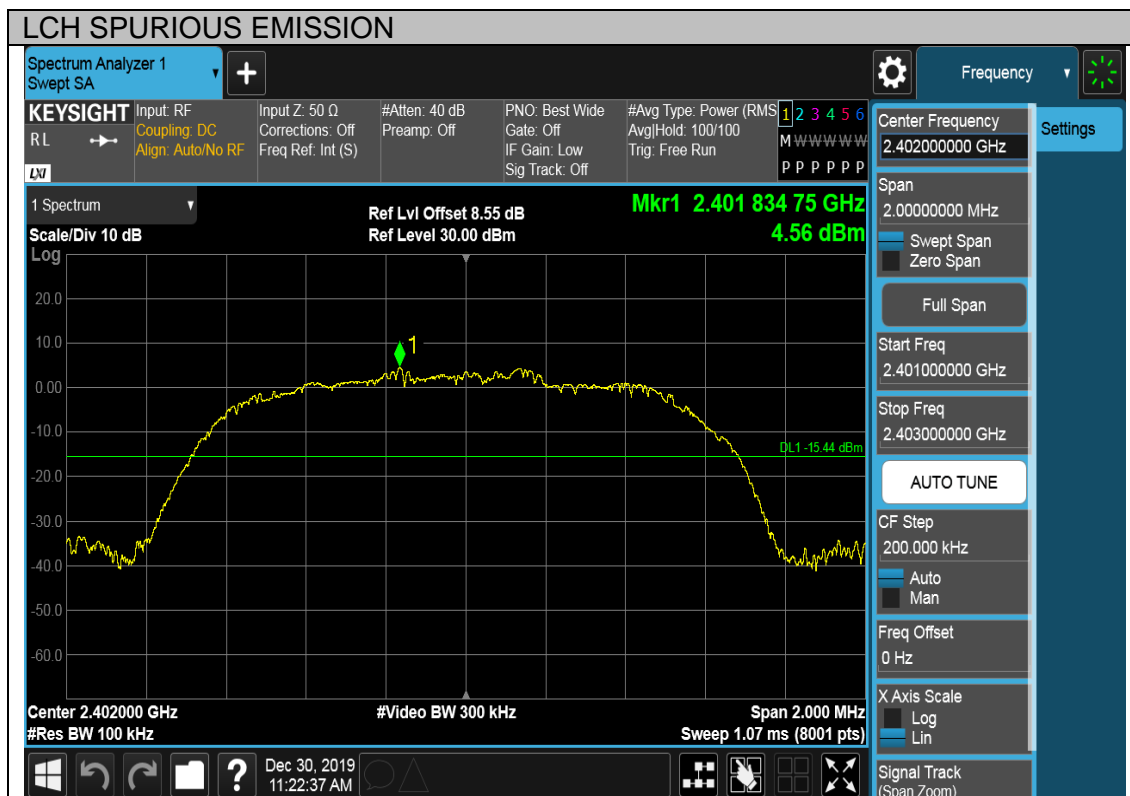 LCH SPURIOUS EMISSION
Spectrum Analyzer 1
Swept SA
Frequency
KEYSIGHT
RL
LXI
Input: RF
Coupling: DC
Align: Auto/No RF
Input Z: 50 Ω
Corrections: Off
Freq Ref: Int (S)
#Atten: 40 dB
Preamp: Off
PNO: Best Wide
Gate: Off
IF Gain: Low
Sig Track: Off
#Avg Type: Power (RMS
Avg|Hold: 100/100
Trig: Free Run
1 2 3 4 5 6
M W W W W W
P P P P P P
Center Frequency
2.402000000 GHz
Settings
Span
2.00000000 MHz
Swept Span
Zero Span
Full Span
Start Freq
2.401000000 GHz
Stop Freq
2.403000000 GHz
AUTO TUNE
CF Step
200.000 kHz
Auto
Man
Freq Offset
0 Hz
X Axis Scale
Log
Lin
Signal Track
(Span Zoom)
1 Spectrum
Scale/Div 10 dB
Log
Ref Lvl Offset 8.55 dB
Ref Level 30.00 dBm
Mkr1 2.401 834 75 GHz
4.56 dBm
20.0
10.0
0.00
-10.0
-20.0
-30.0
-40.0
-50.0
-60.0
1
DL1 -15.44 dBm
Center 2.402000 GHz
#Video BW 300 kHz
Span 2.000 MHz
#Res BW 100 kHz
Sweep 1.07 ms (8001 pts)
?
Dec 30, 2019
11:22:37 AM